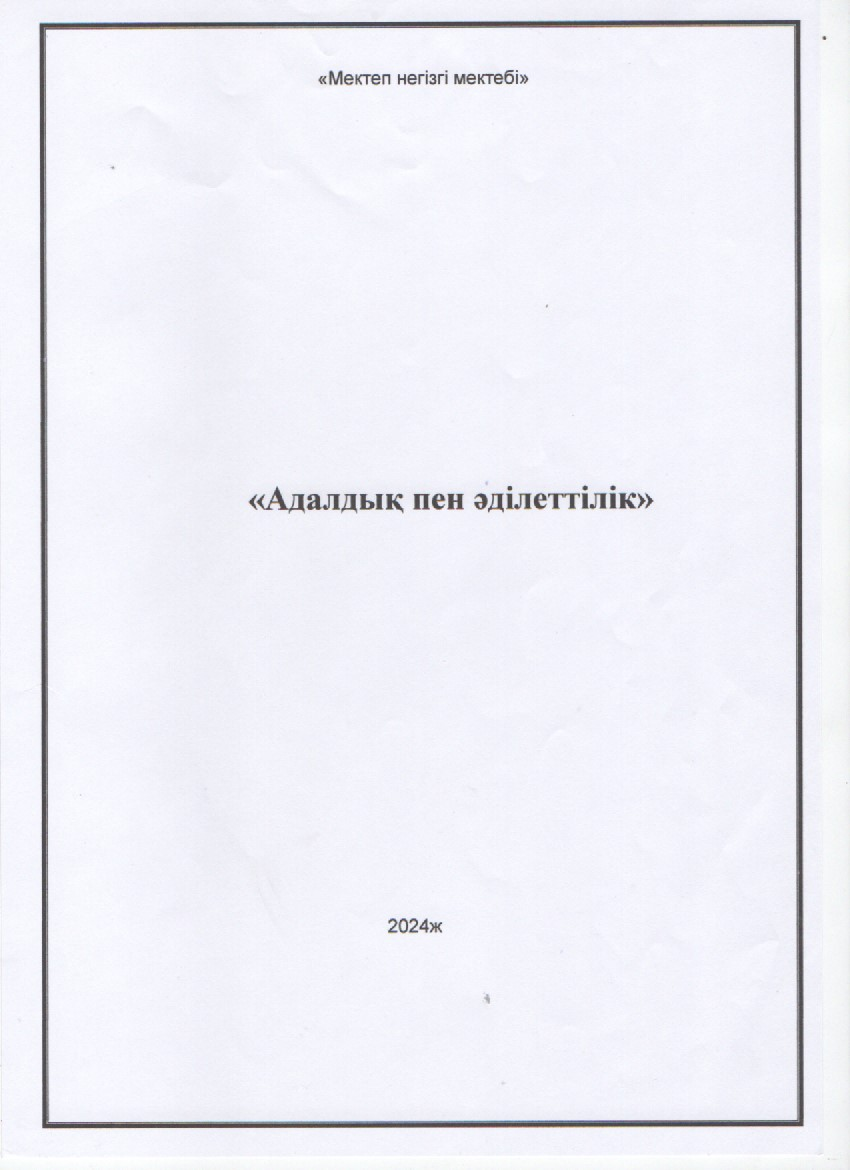 «Мектеп негізгі мектебі»
«Адалдық пен әділеттілік»
2024ж